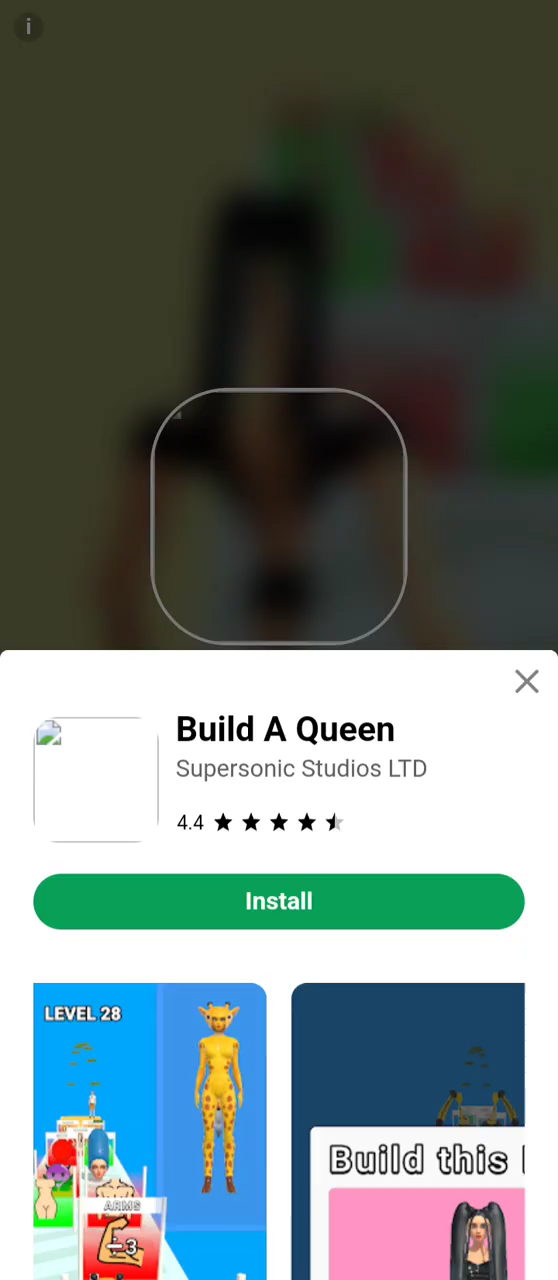 i
Build A Queen
Supersonic Studios LTD
4.4
Install
LEVEL 28
ARMS
÷3
Build this